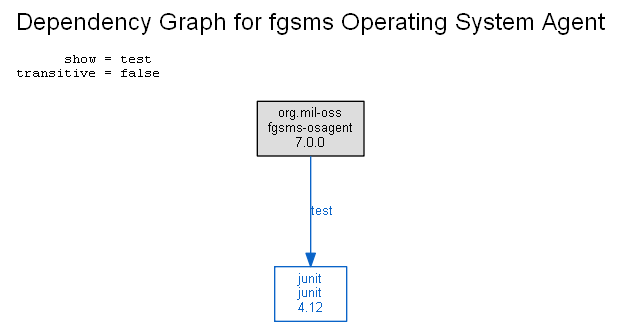 Dependency Graph for fgsms Operating System Agent
show = test
transitive = false
org.mil-oss
fgsms-osagent
7.0.0
test
junit
junit
4.12